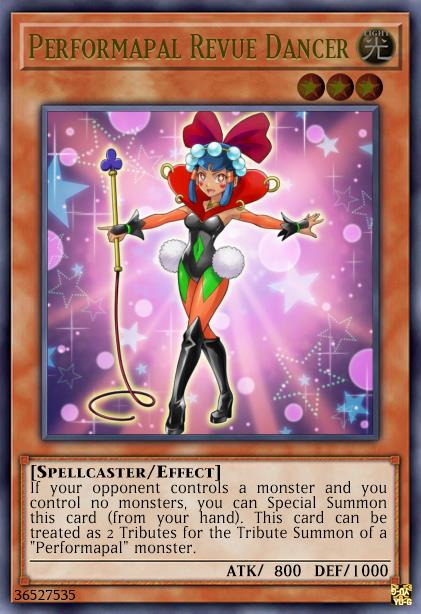 PERFORMAPAL REVUE DANCER
LIGHT
光
[SPELLCASTER/EFFECT]
If your opponent controls a monster and you
control no monsters, you can Special Summon
this card (from your hand). This card can be
treated as 2 Tributes for the Tribute Summon of a
"Performapal" monster.
ATK/ 800 DEF/1000
36527535